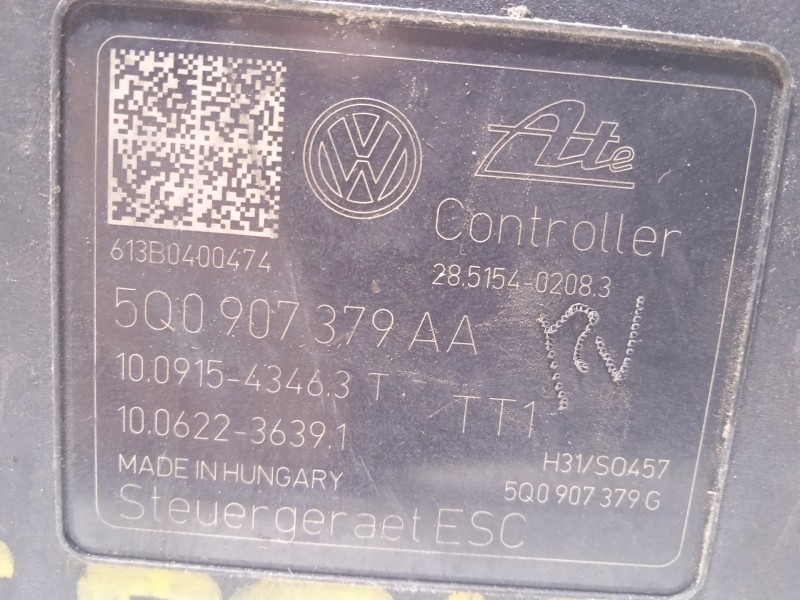 Ate
Controller
613B0400474
28.5154-0208.3
5Q0 907 379 AA
10.0915-4346.3 T
TT1
10.0622-3639.1
MADE IN HUNGARY
H31/SO457
5Q0 907 379 G
Steuergeraet ESC